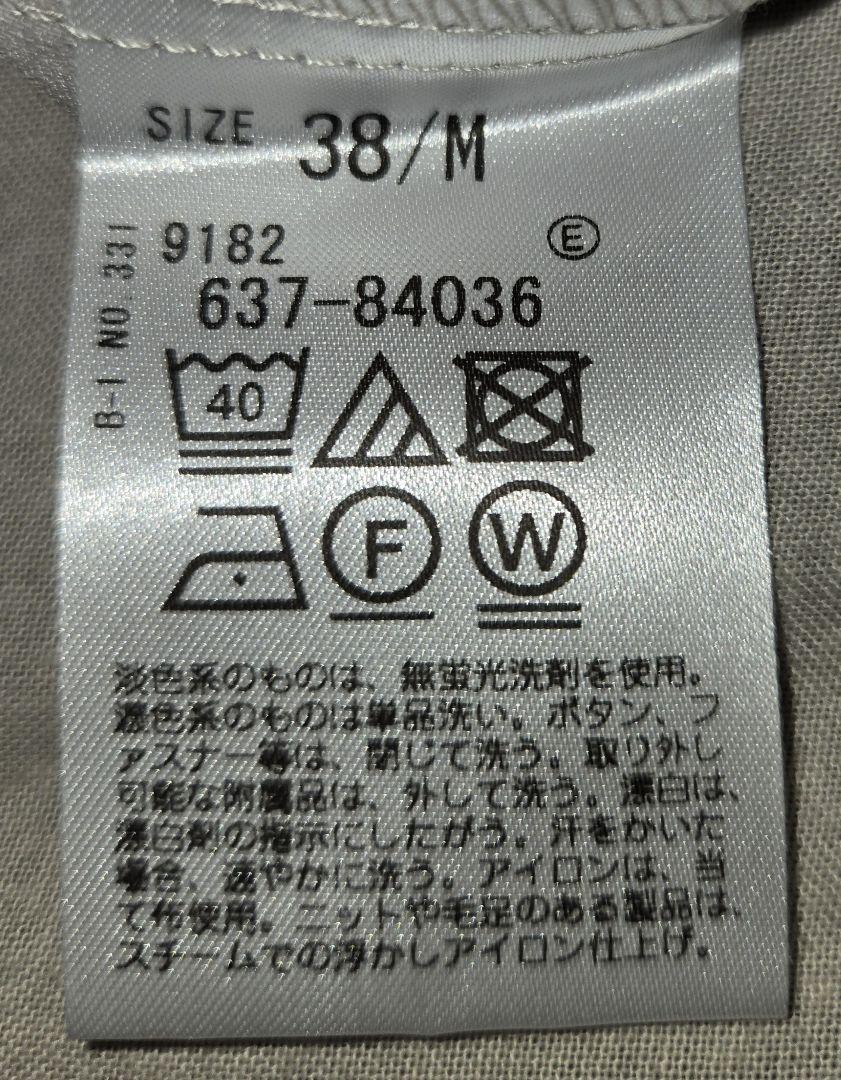 SIZE 38/M
9182 Ⓔ
637-84036
B-1 NO.331
40
F W
淡色系のものは、無蛍光洗剤を使用。
濃色系のものは単品洗い。ボタン、フ
ァスナー等は、閉じて洗う。取り外し
可能な附属品は、外して洗う。漂白は、
漂白剤の指示にしたがう。汗をかいた
場合、速やかに洗う。アイロンは、当
て布使用。ニットや毛足のある製品は、
スチームでの浮かしアイロン仕上げ。